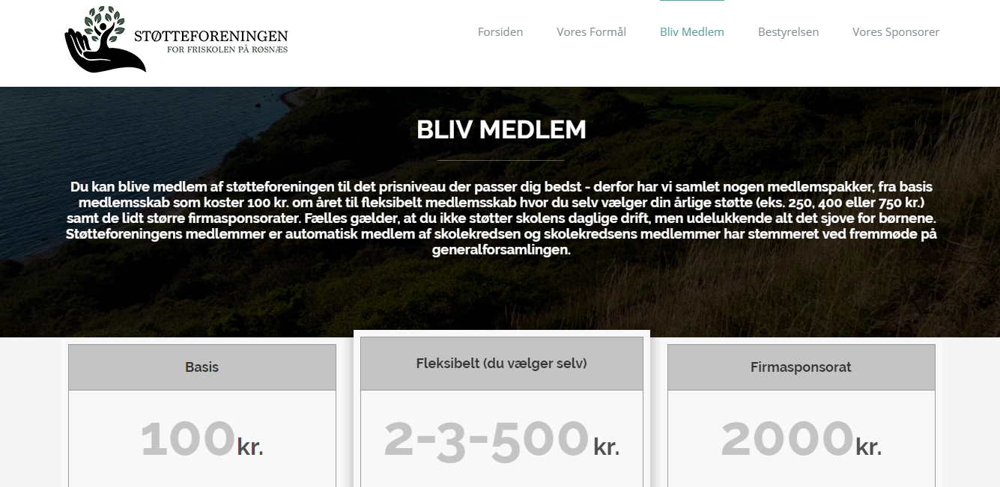 STØTTEFORENINGEN
FOR FRISKOLEN PÅ RØSNÆS
Forsiden
Vores Formål
Bliv Medlem
Bestyrelsen
Vores Sponsorer
BLIV MEDLEM
Du kan blive medlem af støtteforeningen til det prisniveau der passer dig bedst - derfor har vi samlet nogen medlemspakker, fra basis
medlemsskab som koster 100 kr. om året til fleksibelt medlemsskab hvor du selv vælger din årlige støtte (eks. 250, 400 eller 750 kr.)
samt de lidt større firmasponsorater. Fælles gælder, at du ikke støtter skolens daglige drift, men udelukkende alt det sjove for børnene.
Støtteforeningens medlemmer er automatisk medlem af skolekredsen og skolekredsens medlemmer har stemmeret ved fremmøde på
generalforsamlingen.
Basis
100kr.
Fleksibelt (du vælger selv)
2-3-500 kr.
Firmasponsorat
2000kr.